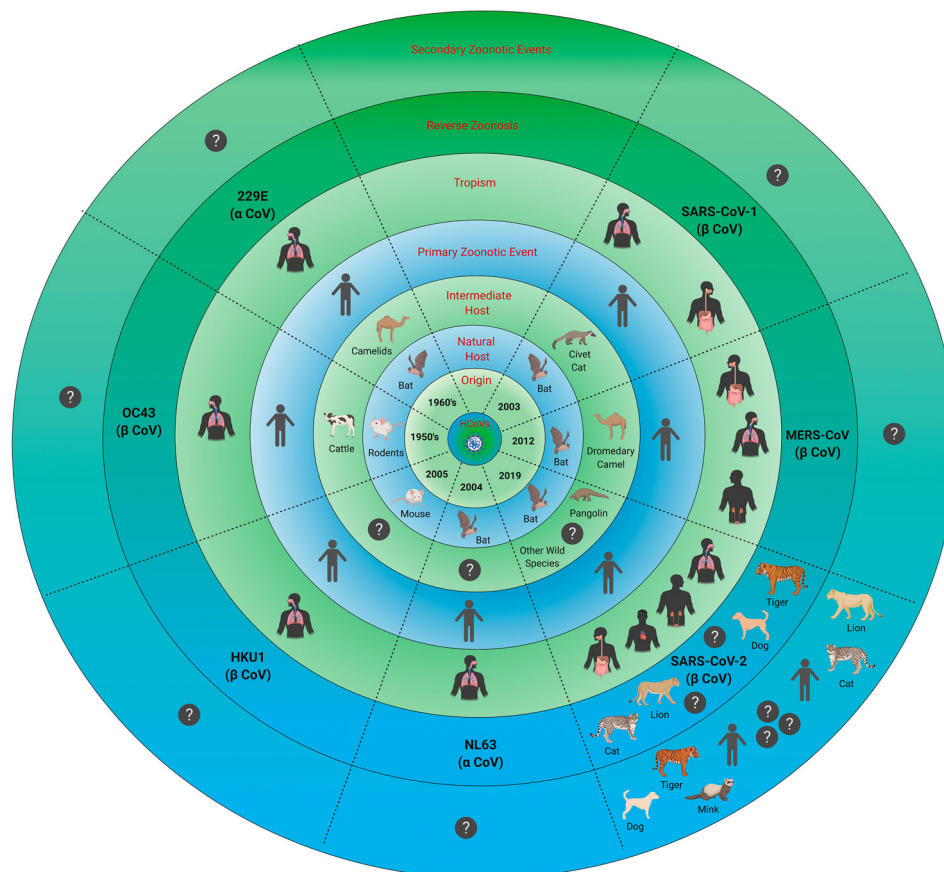 Secondary Zoonotic Events
?
Reverse Zoonosis
?
Tropism
229E
(α CoV)
SARS-CoV-1
(β CoV)
Primary Zoonotic Event
Intermediate
Host
Camelids
Natural
Host
Civet
Cat
Bat
Bat
Origin
?
OC43
(β CoV)
1960's
2003
HCoVs
MERS-CoV
(β CoV)
?
Cattle
Rodents
1950's
2012
Bat
Dromedary
Camel
2005
2004
2019
Mouse
Bat
Bat
Pangolin
?
?
?
Other Wild
Species
Tiger
Lion
Dog
?
HKU1
(β CoV)
SARS-CoV-2
(β CoV)
Cat
Lion
?
?
?
?
?
?
Cat
NL63
(α CoV)
Tiger
Mink
Dog
?